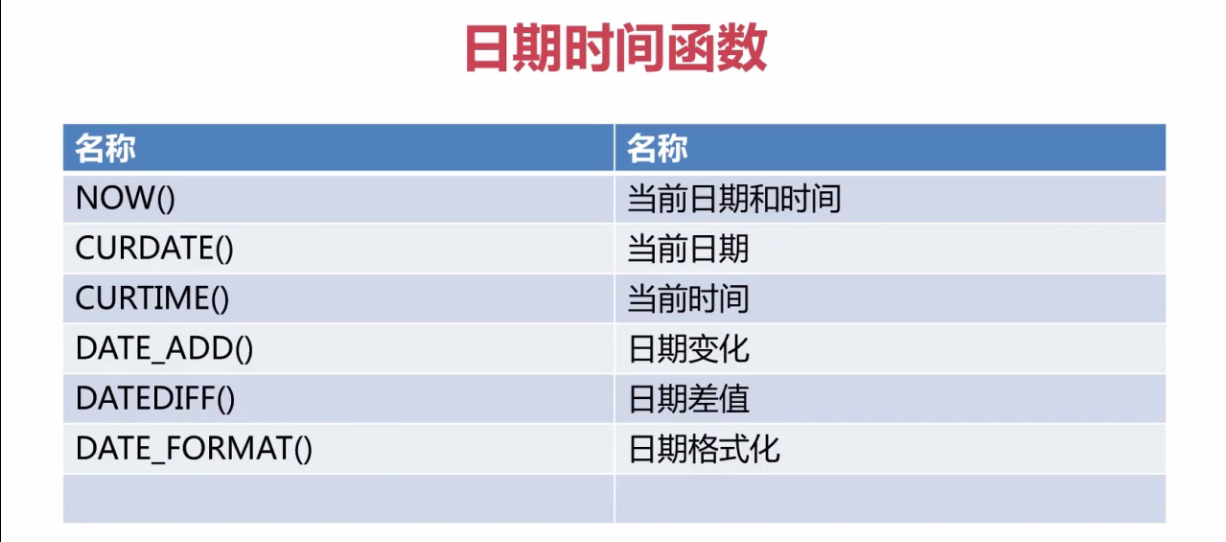 日期时间函数
名称 名称
NOW() 当前日期和时间
CURDATE() 当前日期
CURTIME() 当前时间
DATE_ADD() 日期变化
DATEDIFF() 日期差值
DATE_FORMAT() 日期格式化